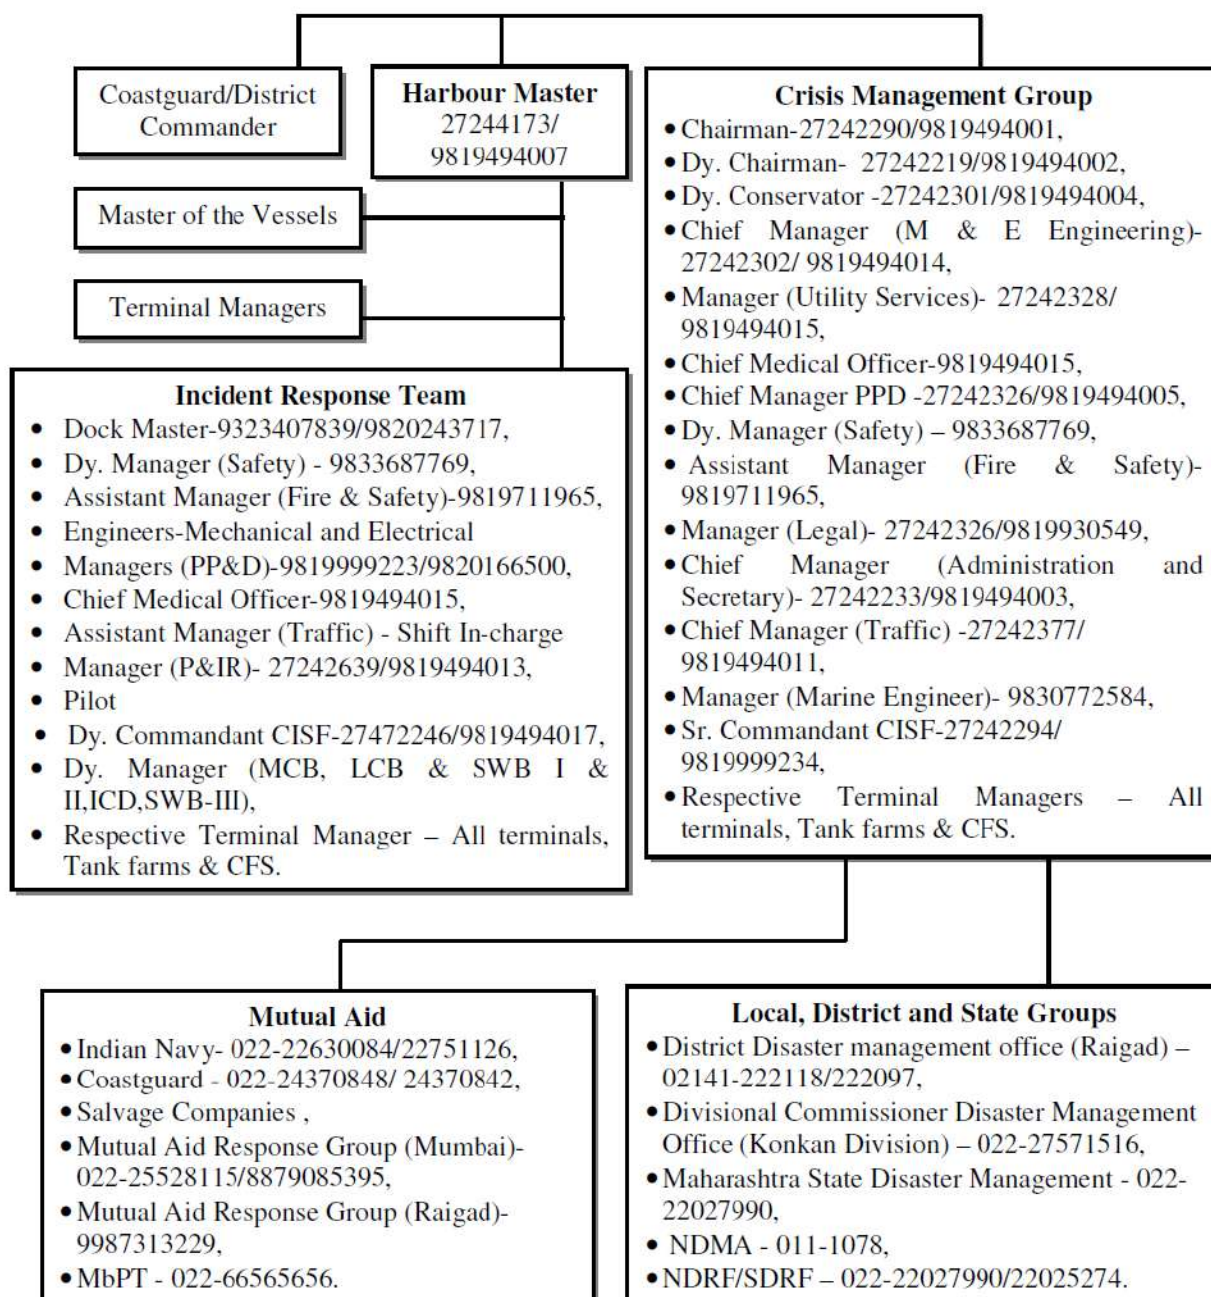 Coastguard/District
Commander
Harbour Master
27244173/
9819494007
Master of the Vessels
Terminal Managers
Crisis Management Group
• Chairman-27242290/9819494001,
• Dy. Chairman- 27242219/9819494002,
• Dy. Conservator -27242301/9819494004,
• Chief Manager (M & E Engineering)-
27242302/ 9819494014,
• Manager (Utility Services)- 27242328/
9819494015,
• Chief Medical Officer-9819494015,
• Chief Manager PPD -27242326/9819494005,
• Dy. Manager (Safety) – 9833687769,
• Assistant Manager (Fire & Safety)-
9819711965,
• Manager (Legal)- 27242326/9819930549,
• Chief Manager (Administration and
Secretary)- 27242233/9819494003,
• Chief Manager (Traffic) -27242377/
9819494011,
• Manager (Marine Engineer)- 9830772584,
• Sr. Commandant CISF-27242294/
9819999234,
• Respective Terminal Managers – All
terminals, Tank farms & CFS.
Incident Response Team
• Dock Master-9323407839/9820243717,
• Dy. Manager (Safety) - 9833687769,
• Assistant Manager (Fire & Safety)-9819711965,
• Engineers-Mechanical and Electrical
• Managers (PP&D)-9819999223/9820166500,
• Chief Medical Officer-9819494015,
• Assistant Manager (Traffic) - Shift In-charge
• Manager (P&IR)- 27242639/9819494013,
• Pilot
• Dy. Commandant CISF-27472246/9819494017,
• Dy. Manager (MCB, LCB & SWB I &
II,ICD,SWB-III),
• Respective Terminal Manager – All terminals,
Tank farms & CFS.
Mutual Aid
• Indian Navy- 022-22630084/22751126,
• Coastguard - 022-24370848/ 24370842,
• Salvage Companies ,
• Mutual Aid Response Group (Mumbai)-
022-25528115/8879085395,
• Mutual Aid Response Group (Raigad)-
9987313229,
• MbPT - 022-66565656.
Local, District and State Groups
• District Disaster management office (Raigad) –
02141-222118/222097,
• Divisional Commissioner Disaster Management
Office (Konkan Division) – 022-27571516,
• Maharashtra State Disaster Management - 022-
22027990,
• NDMA - 011-1078,
• NDRF/SDRF – 022-22027990/22025274.